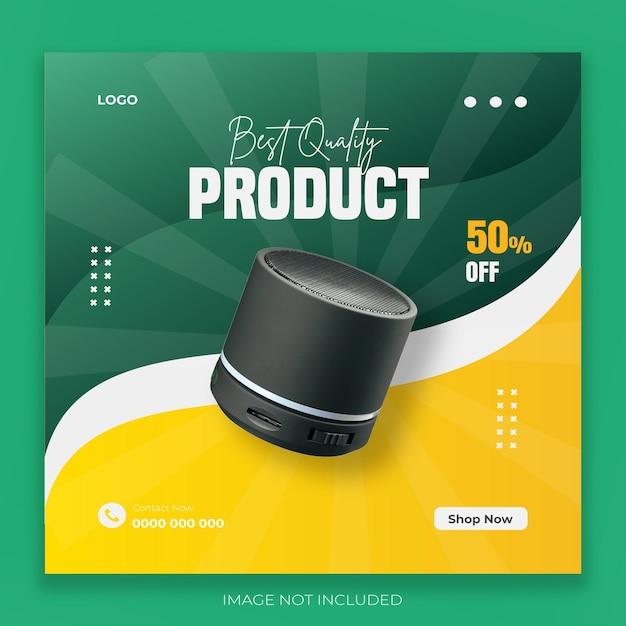 LOGO
Best Quality
PRODUCT
50%
OFF
Contact Now
0000 000 000
Shop Now
IMAGE NOT INCLUDED